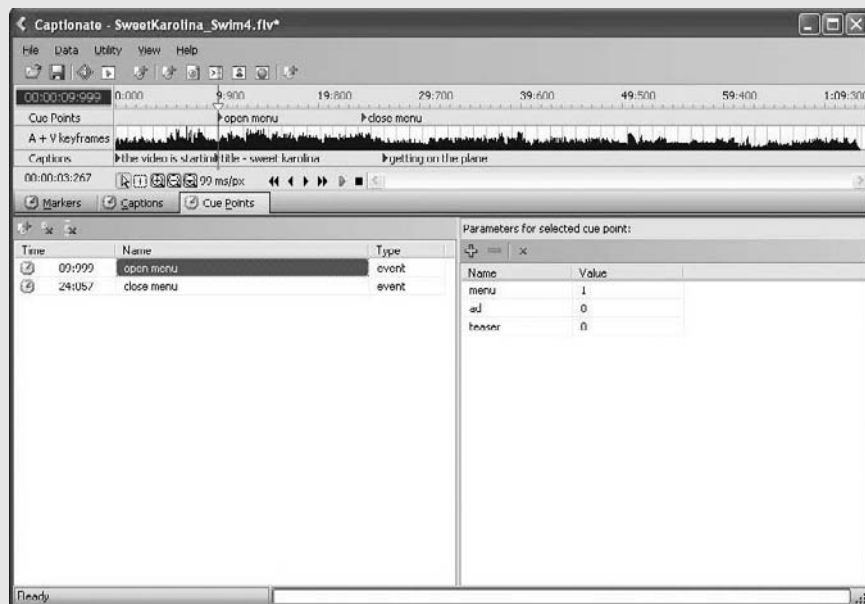 Captionate - SweetKarolina_Swim4.flv*
File Data Utility View Help
00:00:09:999 0:000 9:900 19:800 29:700 39:600 49:500 59:400 1:09:300
Cue Points open menu close menu
A + V keyframes
Captions the video is startin title - sweet karolina getting on the plane
00:00:03:267 99 ms/px
Markers Captions Cue Points
Parameters for selected cue point:
Time Name Type
09:999 open menu event
24:057 close menu event
Name Value
menu 1
ad 0
teaser 0
Ready